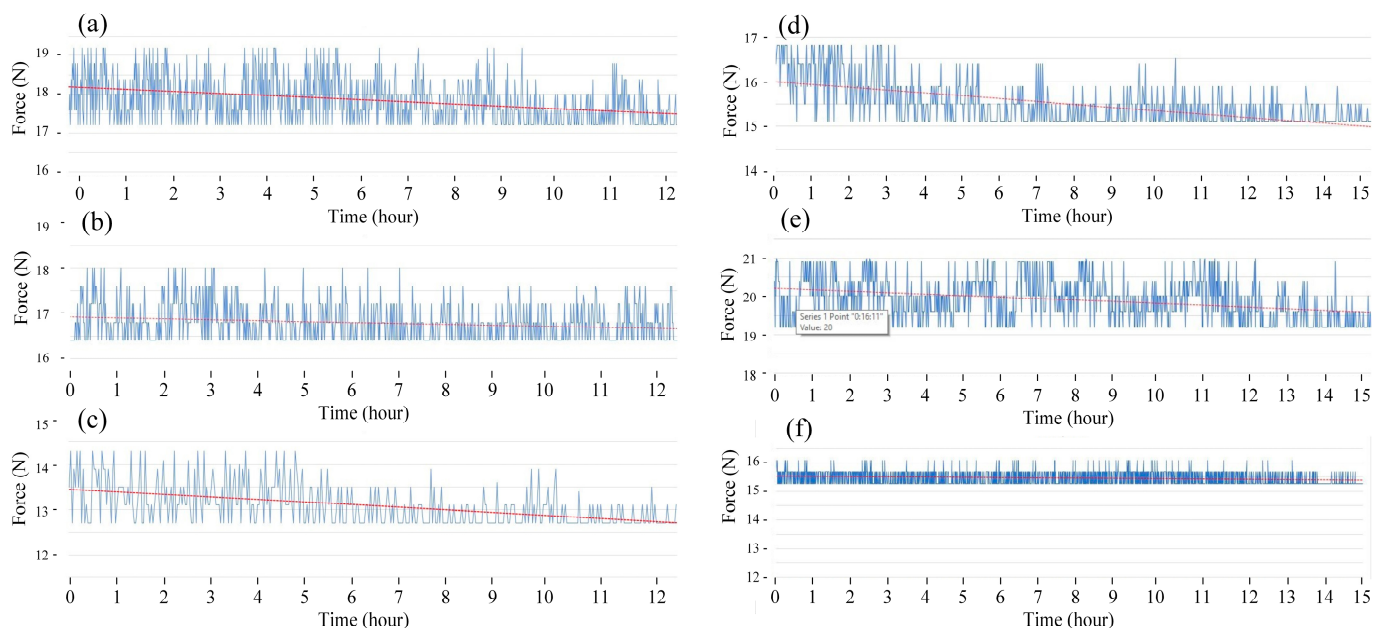 (a)
Force (N)
19
18
17
16
0 1 2 3 4 5 6 7 8 9 10 11 12
Time (hour)
(b)
Force (N)
19
18
17
16
0 1 2 3 4 5 6 7 8 9 10 11 12
Time (hour)
(c)
Force (N)
15
14
13
12
0 1 2 3 4 5 6 7 8 9 10 11 12
Time (hour)
(d)
Force (N)
17
16
15
14
0 1 2 3 4 5 6 7 8 9 10 11 12 13 14 15
Time (hour)
(e)
Force (N)
21
20
19
18
Series 1 Point "0:16:11"
Value: 20
0 1 2 3 4 5 6 7 8 9 10 11 12 13 14 15
Time (hour)
(f)
Force (N)
16
15
14
13
12
0 1 2 3 4 5 6 7 8 9 10 11 12 13 14 15
Time (hour)